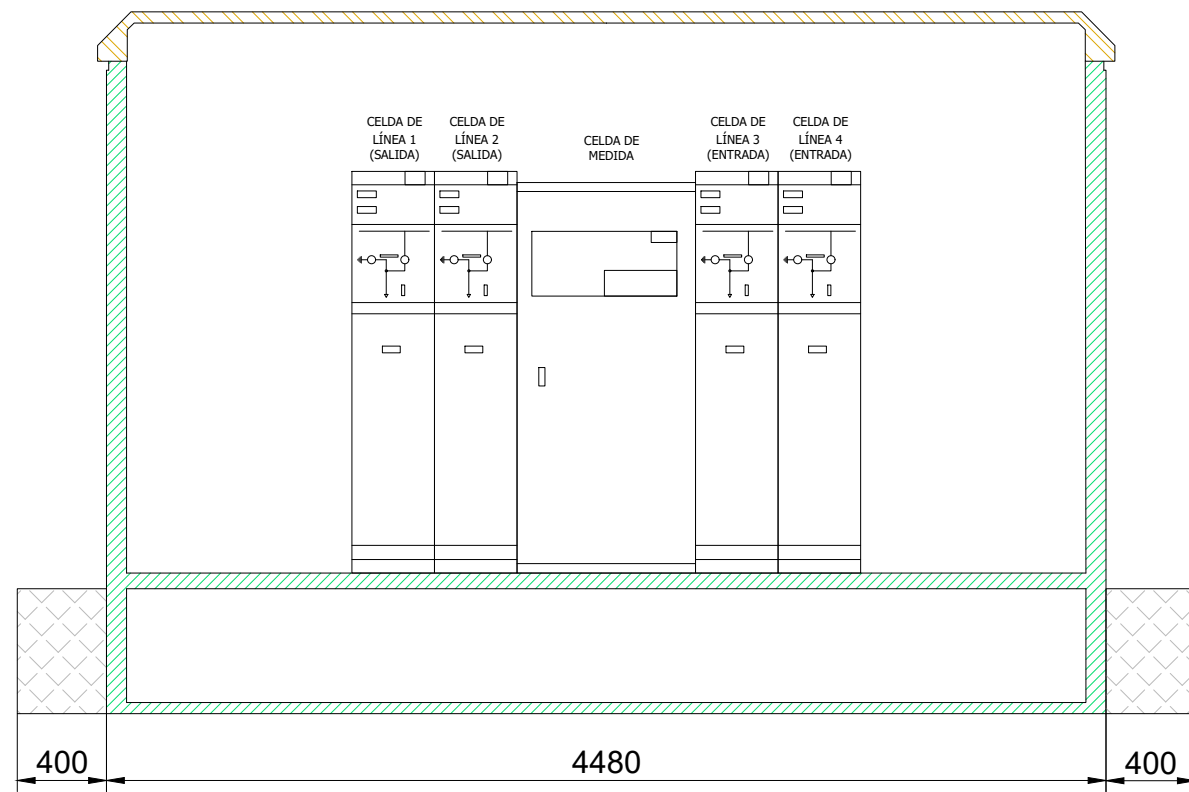 CELDA DE
LÍNEA 1
(SALIDA)
CELDA DE
LÍNEA 2
(SALIDA)
CELDA DE
MEDIDA
CELDA DE
LÍNEA 3
(ENTRADA)
CELDA DE
LÍNEA 4
(ENTRADA)
400
4480
400